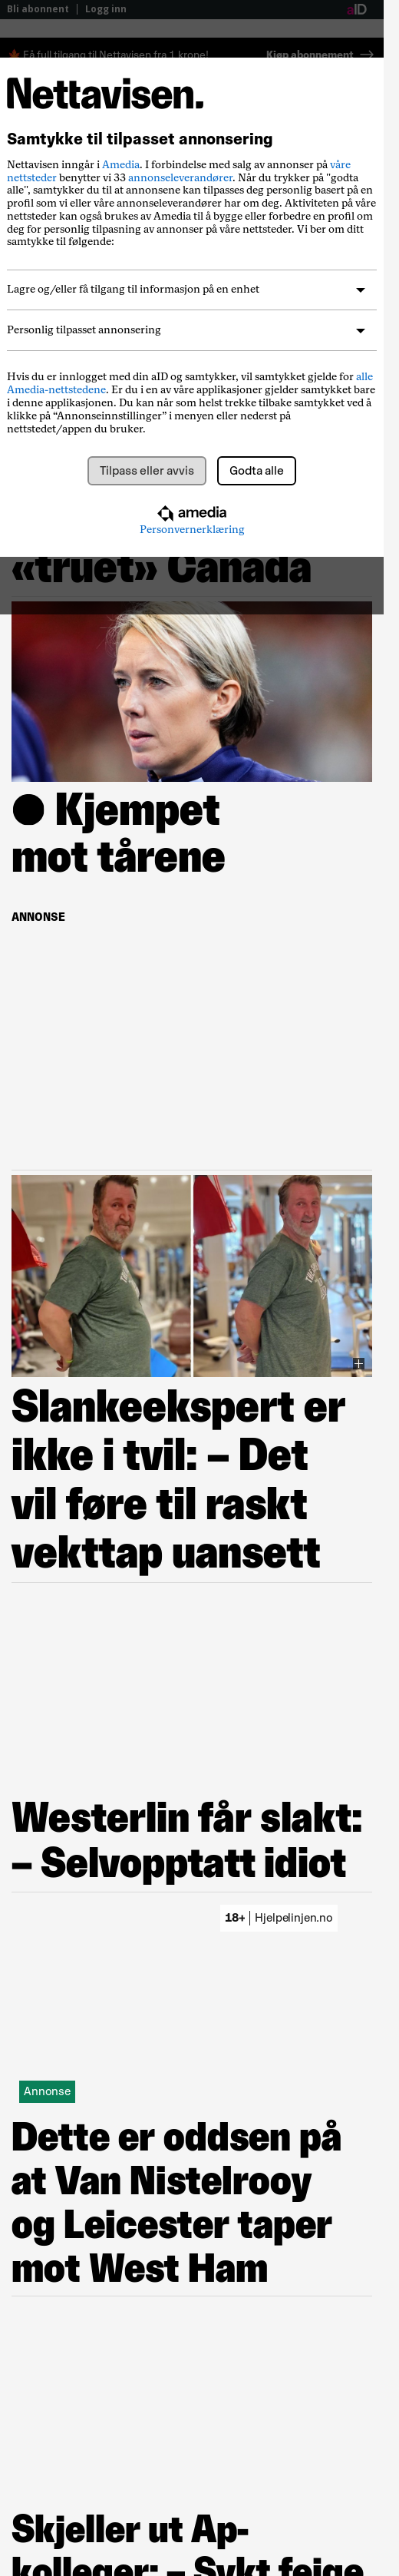 Bli abonnent | Logg inn aID
🍁 Få full tilgang til Nettavisen fra 1 krone! Kjøp abonnement →
Nettavisen.
Samtykke til tilpasset annonsering
Nettavisen inngår i Amedia. I forbindelse med salg av annonser på våre
nettsteder benytter vi 33 annonseleverandører. Når du trykker på "godta
alle", samtykker du til at annonsene kan tilpasses deg personlig basert på en
profil som vi eller våre annonseleverandører har om deg. Aktiviteten på våre
nettsteder kan også brukes av Amedia til å bygge eller forbedre en profil om
deg for personlig tilpasning av annonser på våre nettsteder. Vi ber om ditt
samtykke til følgende:
Lagre og/eller få tilgang til informasjon på en enhet
Personlig tilpasset annonsering
Hvis du er innlogget med din aID og samtykker, vil samtykket gjelde for alle
Amedia-nettstedene. Er du i en av våre applikasjoner gjelder samtykket bare
i denne applikasjonen. Du kan når som helst trekke tilbake samtykket ved å
klikke på “Annonseinnstillinger” i menyen eller nederst på
nettstedet/appen du bruker.
Tilpass eller avvis Godta alle
amedia
Personvernerklæring
«truet» Canada
● Kjempet
mot tårene
ANNONSE
Slankeekspert er
ikke i tvil: – Det
vil føre til raskt
vekttap uansett
Westerlin får slakt:
– Selvopptatt idiot
18+ | Hjelpelinjen.no
Annonse
Dette er oddsen på
at Van Nistelrooy
og Leicester taper
mot West Ham
Skjeller ut Ap-
kolleger: – Sykt feige